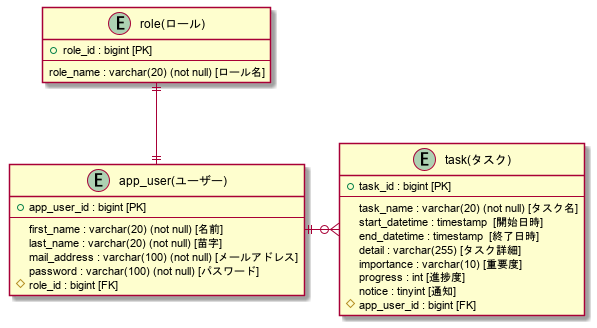 E role(ロール)
role_id : bigint [PK]
role_name : varchar(20) (not null) [ロール名]
E app_user(ユーザー)
app_user_id : bigint [PK]
first_name : varchar(20) (not null) [名前]
last_name : varchar(20) (not null) [苗字]
mail_address : varchar(100) (not null) [メールアドレス]
password : varchar(100) (not null) [パスワード]
role_id : bigint [FK]
E task(タスク)
task_id : bigint [PK]
task_name : varchar(20) (not null) [タスク名]
start_datetime : timestamp  [開始日時]
end_datetime : timestamp  [終了日時]
detail : varchar(255) [タスク詳細]
importance : varchar(10) [重要度]
progress : int [進捗度]
notice : tinyint [通知]
app_user_id : bigint [FK]